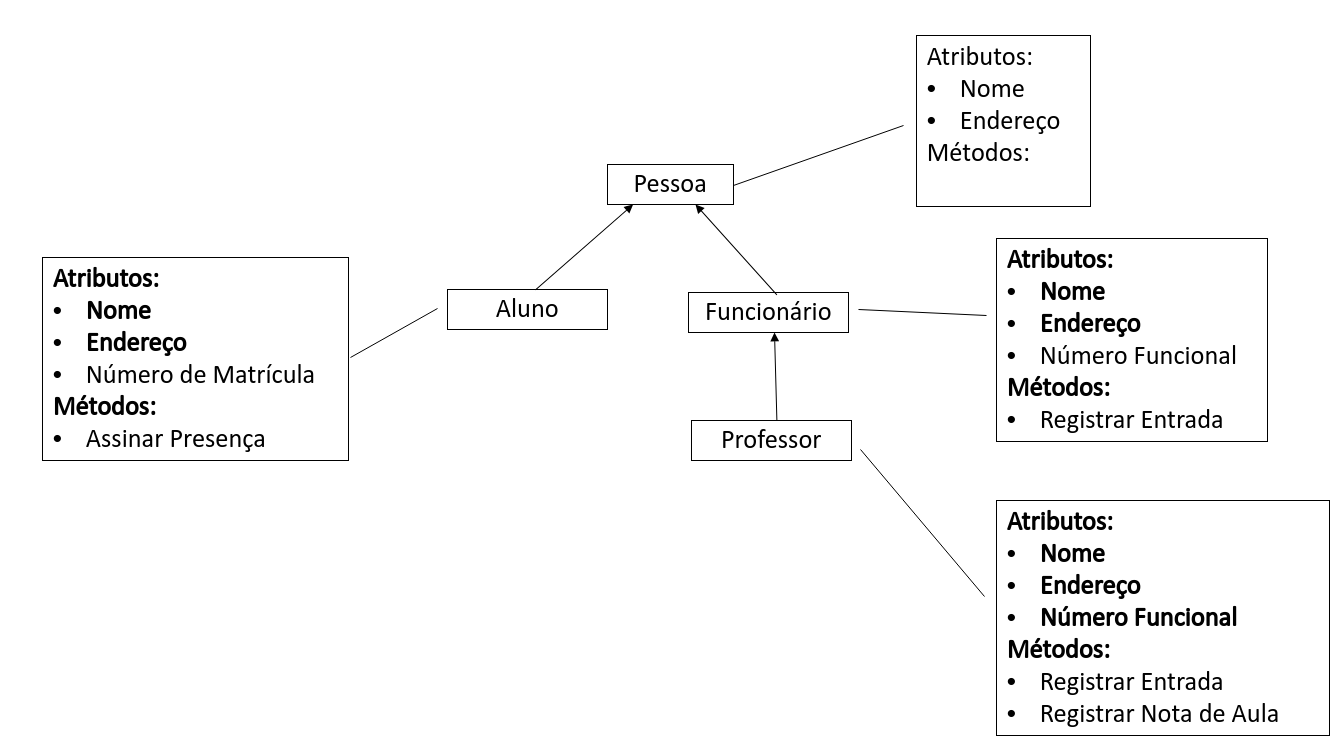 Atributos:
• Nome
• Endereço
Métodos:
Pessoa
Atributos:
• Nome
• Endereço
• Número de Matrícula
Métodos:
• Assinar Presença
Aluno
Funcionário
Atributos:
• Nome
• Endereço
• Número Funcional
Métodos:
• Registrar Entrada
Professor
Atributos:
• Nome
• Endereço
• Número Funcional
Métodos:
• Registrar Entrada
• Registrar Nota de Aula